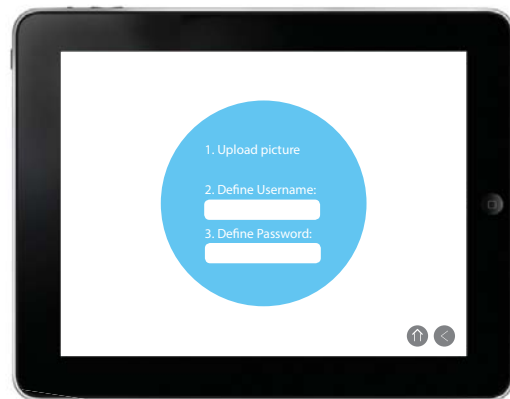 1. Upload picture
2. Define Username:
3. Define Password: